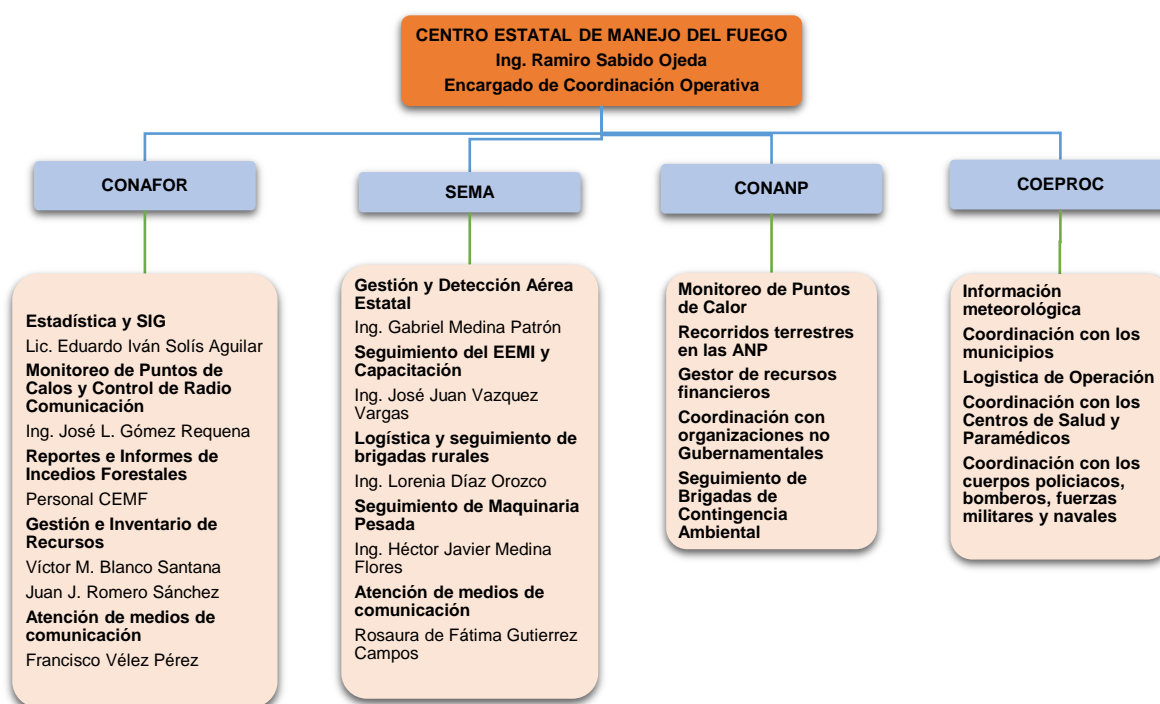 CENTRO ESTATAL DE MANEJO DEL FUEGO
Ing. Ramiro Sabido Ojeda
Encargado de Coordinación Operativa
CONAFOR
SEMA
CONANP
COEPROC
Estadística y SIG
Lic. Eduardo Iván Solís Aguilar
Monitoreo de Puntos de
Calos y Control de Radio
Comunicación
Ing. José L. Gómez Requena
Reportes e Informes de
Incedios Forestales
Personal CEMF
Gestión e Inventario de
Recursos
Víctor M. Blanco Santana
Juan J. Romero Sánchez
Atención de medios de
comunicación
Francisco Vélez Pérez
Gestión y Detección Aérea
Estatal
Ing. Gabriel Medina Patrón
Seguimiento del EEMI y
Capacitación
Ing. José Juan Vazquez
Vargas
Logística y seguimiento de
brigadas rurales
Ing. Lorenia Díaz Orozco
Seguimiento de Maquinaria
Pesada
Ing. Héctor Javier Medina
Flores
Atención de medios de
comunicación
Rosaura de Fátima Gutierrez
Campos
Monitoreo de Puntos
de Calor
Recorridos terrestres
en las ANP
Gestor de recursos
financieros
Coordinación con
organizaciones no
Gubernamentales
Seguimiento de
Brigadas de
Contingencia
Ambiental
Información
meteorológica
Coordinación con los
municipios
Logistica de Operación
Coordinación con los
Centros de Salud y
Paramédicos
Coordinación con los
cuerpos policiacos,
bomberos, fuerzas
militares y navales